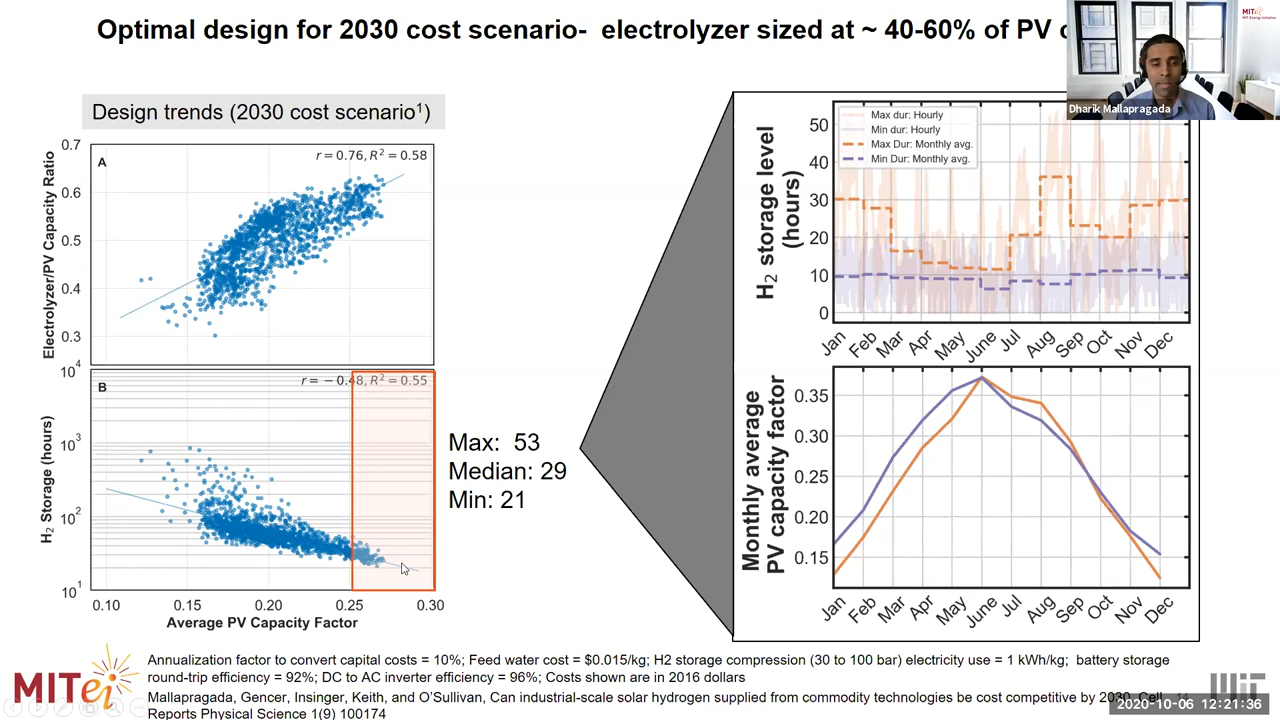 Optimal design for 2030 cost scenario-  electrolyzer sized at ~ 40-60% of PV
MITei
MIT Energy Initiative
Dharik Mallapragada
Design trends (2030 cost scenario¹)
A
r = 0.76, R² = 0.58
Electrolyzer/PV Capacity Ratio
0.7
0.6
0.5
0.4
0.3
B
r = − 0.48, R² = 0.55
H₂ Storage (hours)
10⁴
10³
10²
10¹
0.10 0.15 0.20 0.25 0.30
Average PV Capacity Factor
Max:  53
Median: 29
Min: 21
Max dur: Hourly
Min dur: Hourly
Max Dur: Monthly avg.
Min Dur: Monthly avg.
H₂ storage level
(hours)
50
40
30
20
10
0
Jan Feb Mar Apr May June Jul Aug Sep Oct Nov Dec
Monthly average
PV capacity factor
0.35
0.30
0.25
0.20
0.15
Jan Feb Mar Apr May June Jul Aug Sep Oct Nov Dec
MITei
Annualization factor to convert capital costs = 10%; Feed water cost = $0.015/kg; H2 storage compression (30 to 100 bar) electricity use = 1 kWh/kg;  battery storage
round-trip efficiency = 92%; DC to AC inverter efficiency = 96%; Costs shown are in 2016 dollars
Mallapragada, Gencer, Insinger, Keith, and O'Sullivan, Can industrial-scale solar hydrogen supplied from commodity technologies be cost competitive by 2030, Cell
Reports Physical Science 1(9) 100174
14
2020-10-06 12:21:36